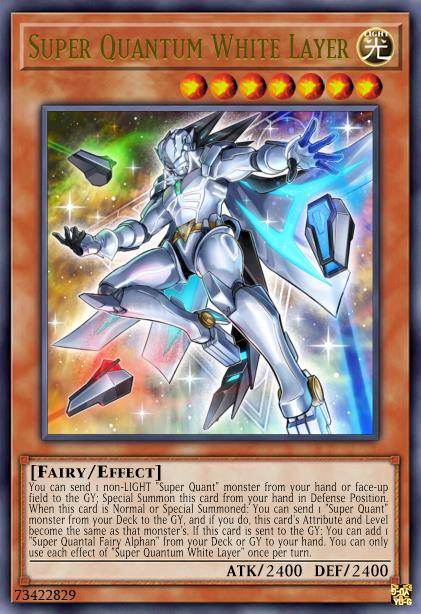 Super Quantum White Layer
LIGHT
光
[Fairy/Effect]
You can send 1 non-LIGHT "Super Quant" monster from your hand or face-up
field to the GY; Special Summon this card from your hand in Defense Position.
When this card is Normal or Special Summoned: You can send 1 "Super Quant"
monster from your Deck to the GY, and if you do, this card's Attribute and Level
become the same as that monster's. If this card is sent to the GY: You can add 1
"Super Quantal Fairy Alphan" from your Deck or GY to your hand. You can only
use each effect of "Super Quantum White Layer" once per turn.
ATK/2400 DEF/2400
73422829